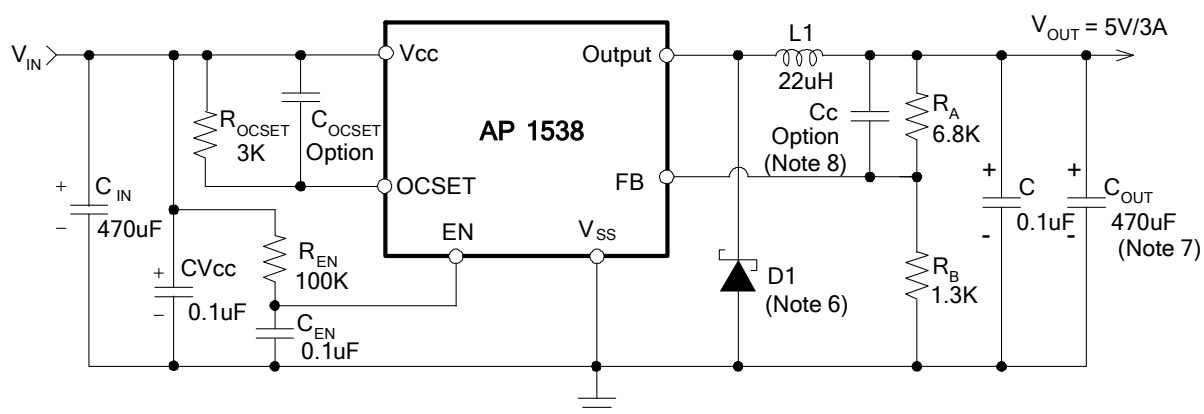 V_IN
Vcc
R_OCSET
3K
C_OCSET
Option
OCSET
C_IN
470uF
+
−
CVcc
0.1uF
+
−
R_EN
100K
C_EN
0.1uF
EN
V_SS
AP 1538
Output
FB
L1
22uH
D1
(Note 6)
Cc
Option
(Note 8)
R_A
6.8K
R_B
1.3K
+
C
0.1uF
-
+
C_OUT
470uF
(Note 7)
-
V_OUT = 5V/3A